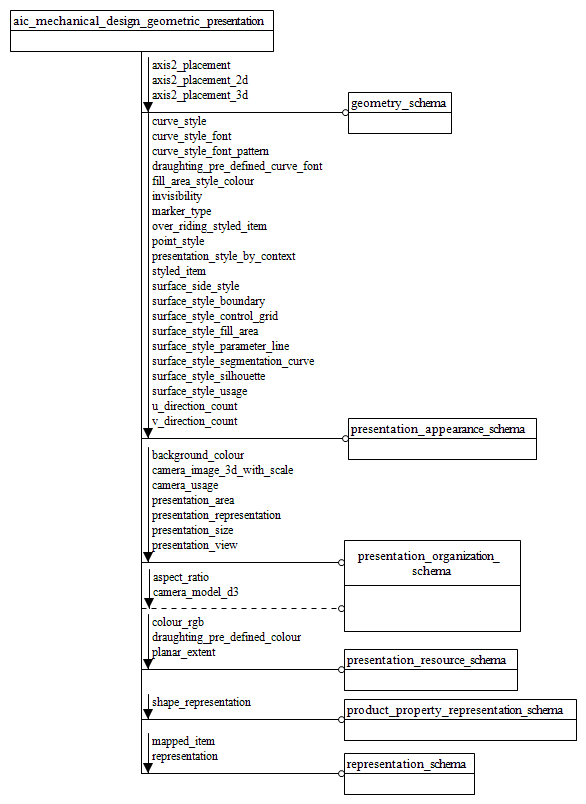 aic_mechanical_design_geometric_presentation
axis2_placement
axis2_placement_2d
axis2_placement_3d
geometry_schema
curve_style
curve_style_font
curve_style_font_pattern
draughting_pre_defined_curve_font
fill_area_style_colour
invisibility
marker_type
over_riding_styled_item
point_style
presentation_style_by_context
styled_item
surface_side_style
surface_style_boundary
surface_style_control_grid
surface_style_fill_area
surface_style_parameter_line
surface_style_segmentation_curve
surface_style_silhouette
surface_style_usage
u_direction_count
v_direction_count
presentation_appearance_schema
background_colour
camera_image_3d_with_scale
camera_usage
presentation_area
presentation_representation
presentation_size
presentation_view
presentation_organization_
schema
aspect_ratio
camera_model_d3
colour_rgb
draughting_pre_defined_colour
planar_extent
presentation_resource_schema
shape_representation
product_property_representation_schema
mapped_item
representation
representation_schema